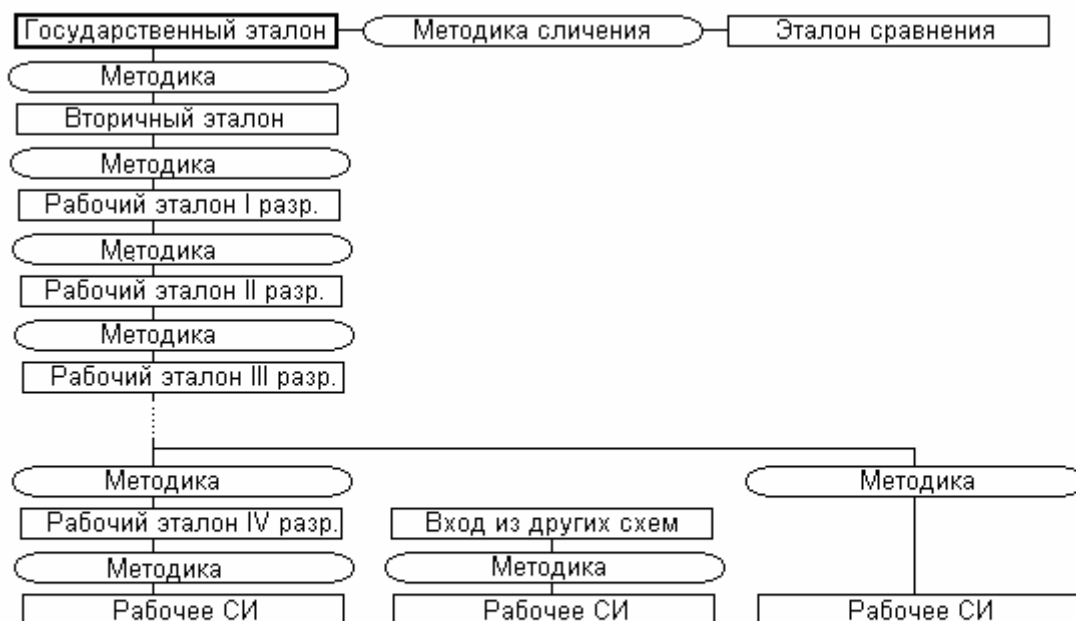 Государственный эталон Методика сличения Эталон сравнения
Методика
Вторичный эталон
Методика
Рабочий эталон I разр.
Методика
Рабочий эталон II разр.
Методика
Рабочий эталон III разр.
Методика Методика
Рабочий эталон IV разр. Вход из других схем
Методика Методика
Рабочее СИ Рабочее СИ Рабочее СИ